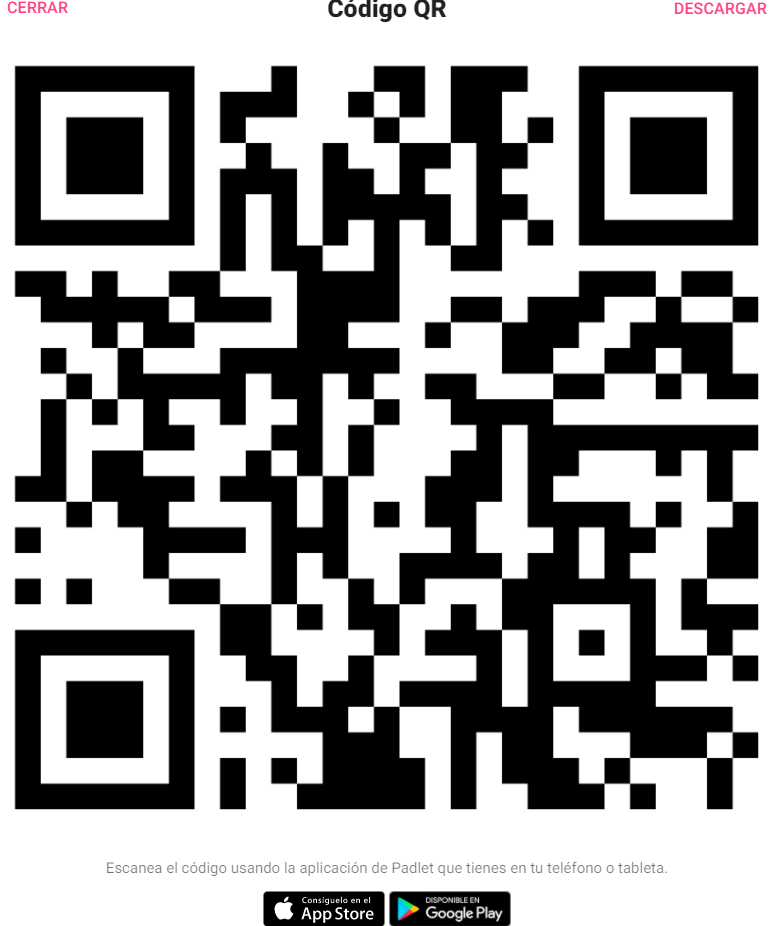 CERRAR Código QR DESCARGAR
Escanea el código usando la aplicación de Padlet que tienes en tu teléfono o tableta.
Consíguelo en el
App Store
DISPONIBLE EN
Google Play